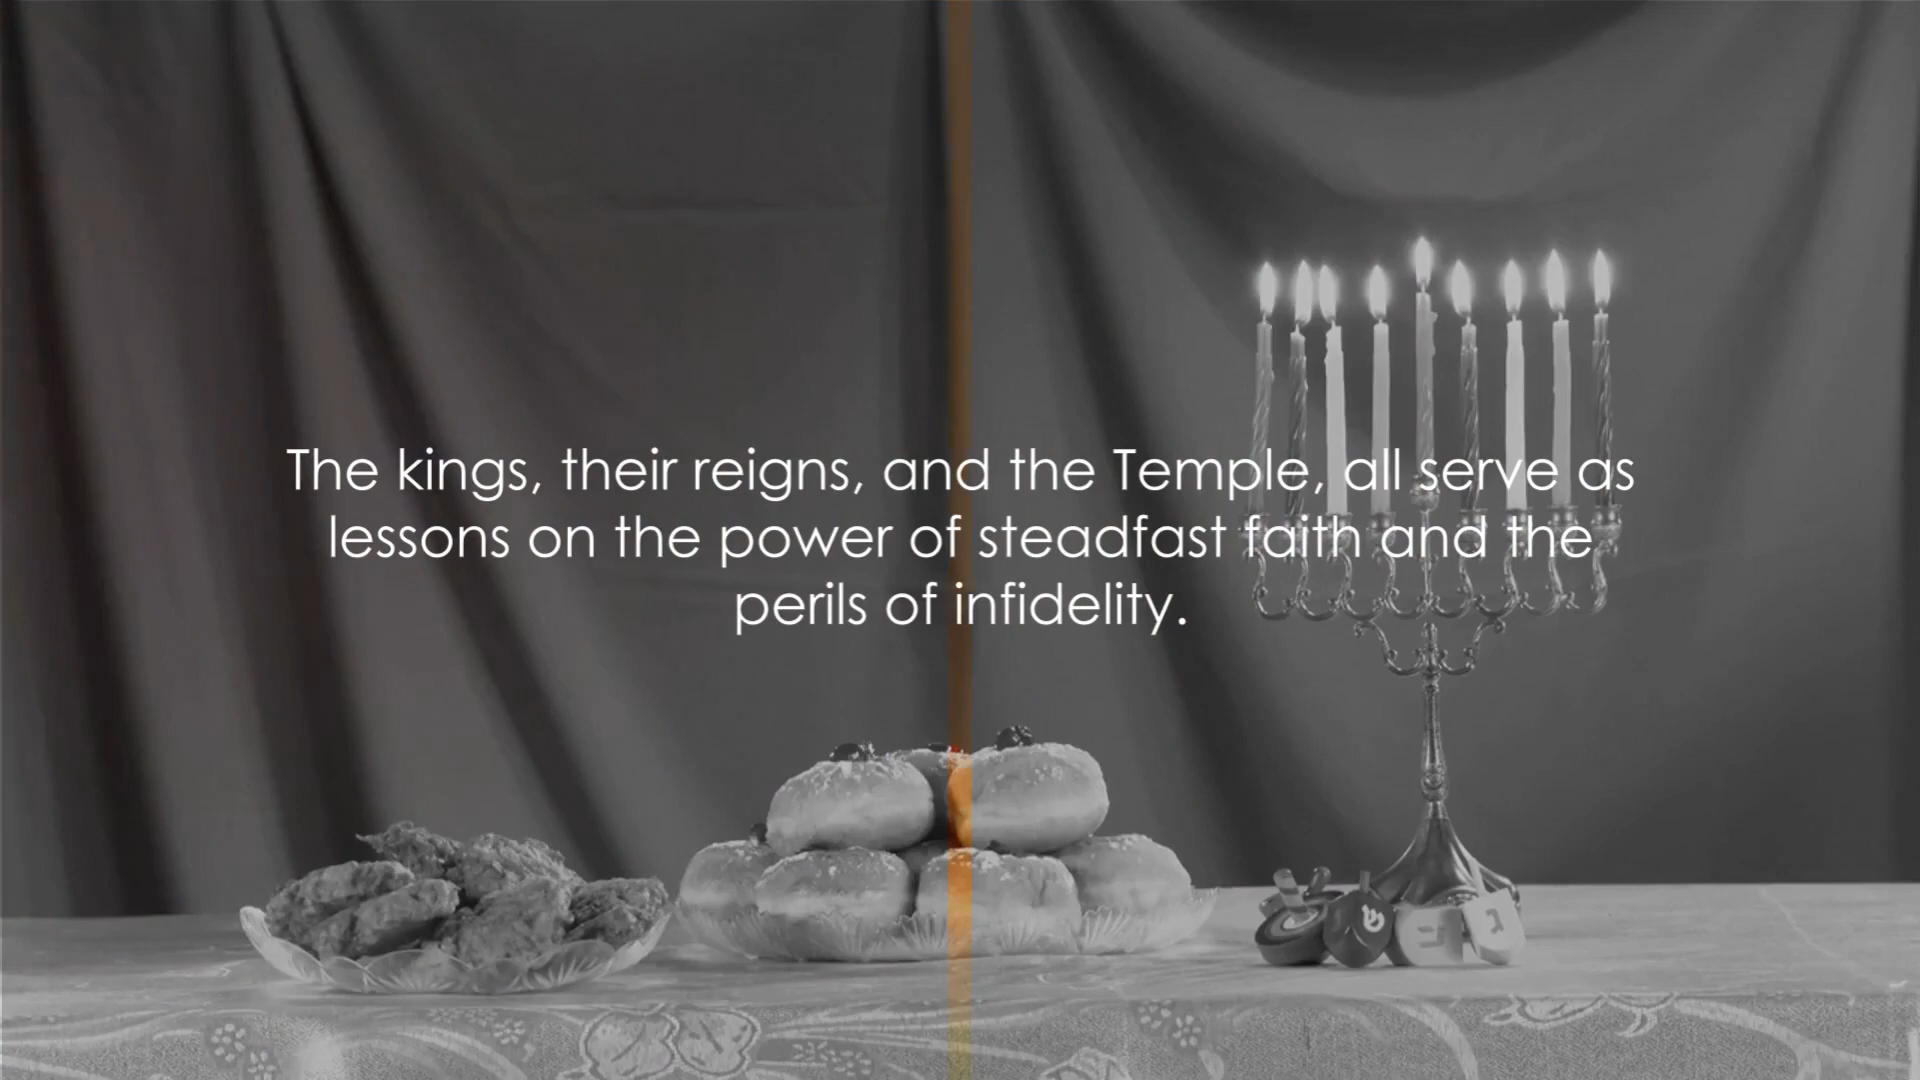 The kings, their reigns, and the Temple, all serve as
lessons on the power of steadfast faith and the
perils of infidelity.
ש
נ
ג